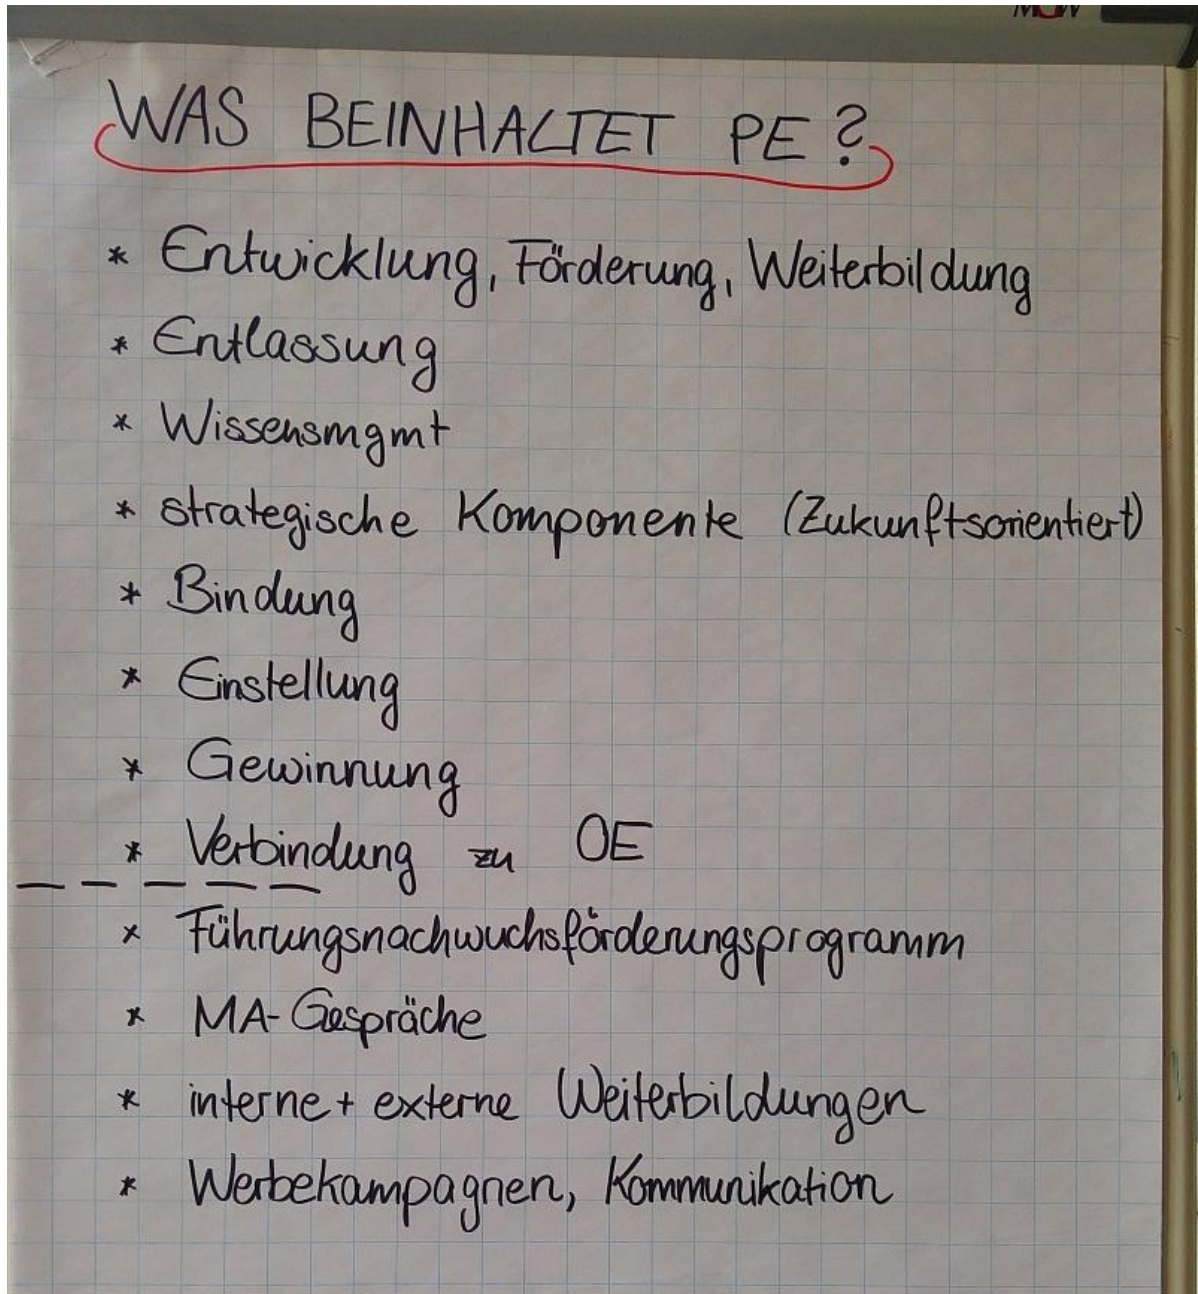 WAS BEINHALTET PE?
* Entwicklung, Förderung, Weiterbildung
* Entlassung
* Wissensmgmt
* strategische Komponente (Zukunftsorientiert)
* Bindung
* Einstellung
* Gewinnung
* Verbindung zu OE
* Führungsnachwuchsförderungsprogramm
* MA-Gespräche
* interne + externe Weiterbildungen
* Werbekampagnen, Kommunikation